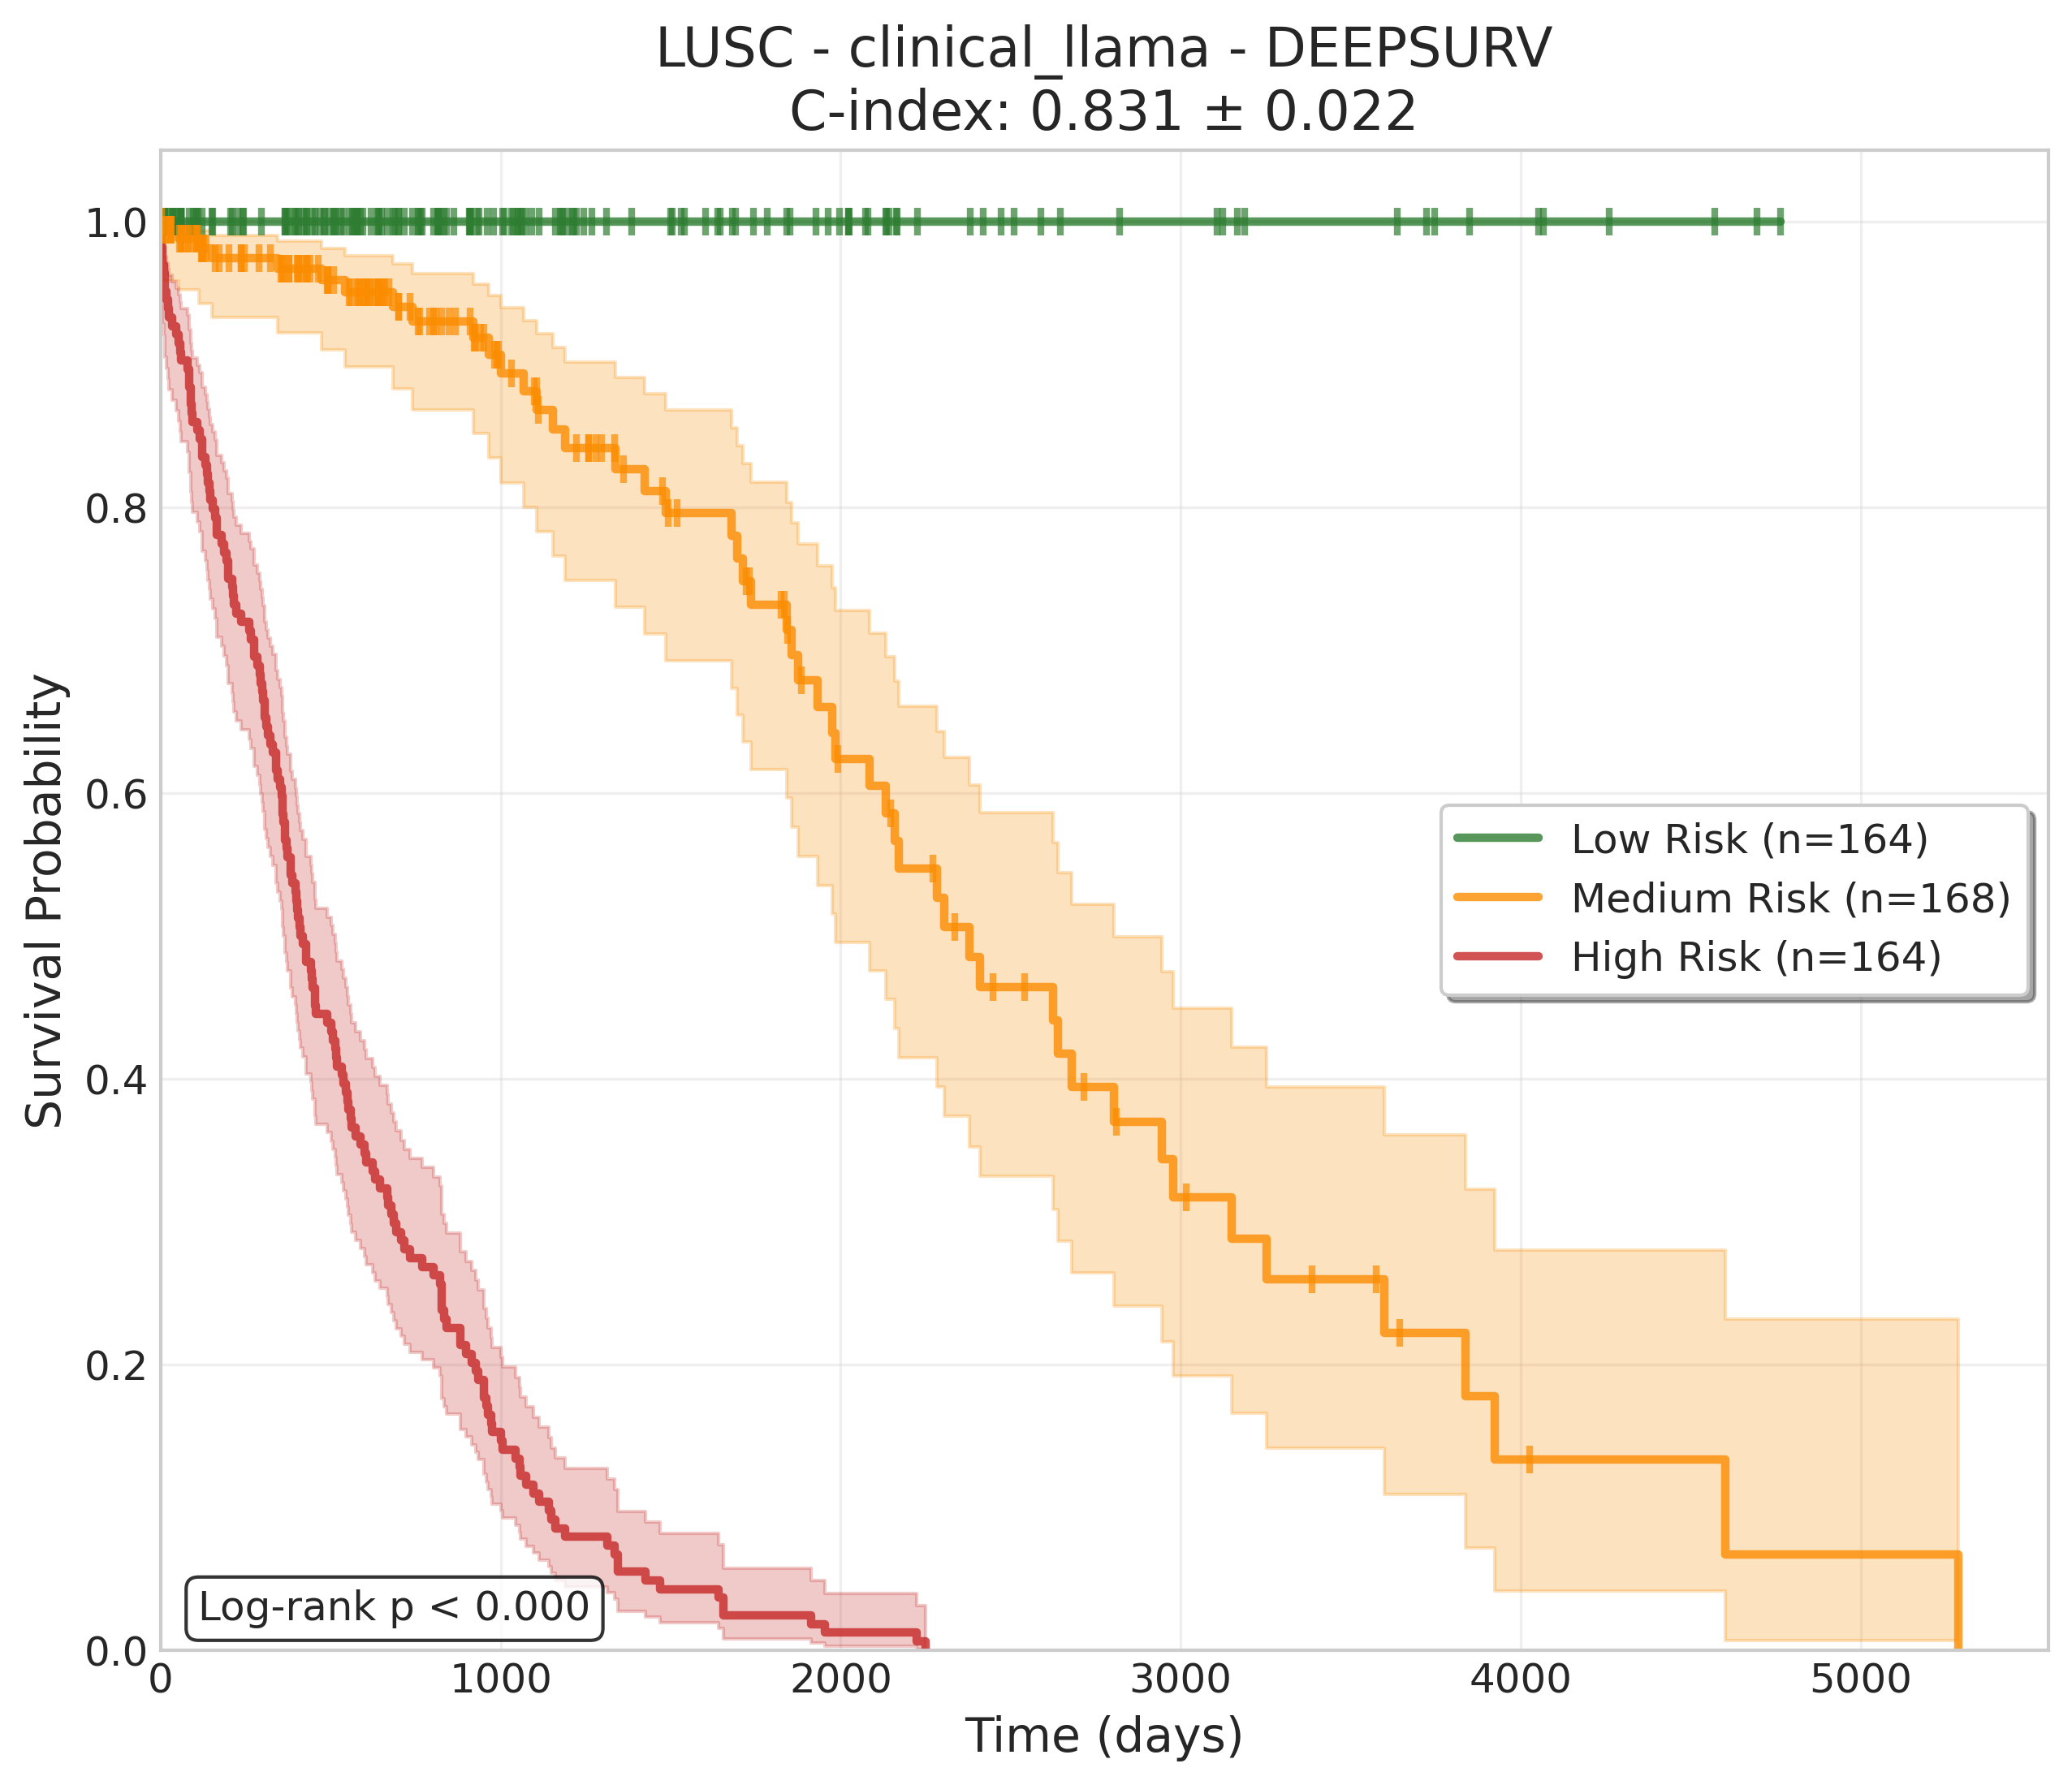 LUSC - clinical_llama - DEEPSURV
C-index: 0.831 ± 0.022
Survival Probability
1.0
0.8
0.6
0.4
0.2
0.0
Low Risk (n=164)
Medium Risk (n=168)
High Risk (n=164)
Log-rank p < 0.000
0 1000 2000 3000 4000 5000
Time (days)